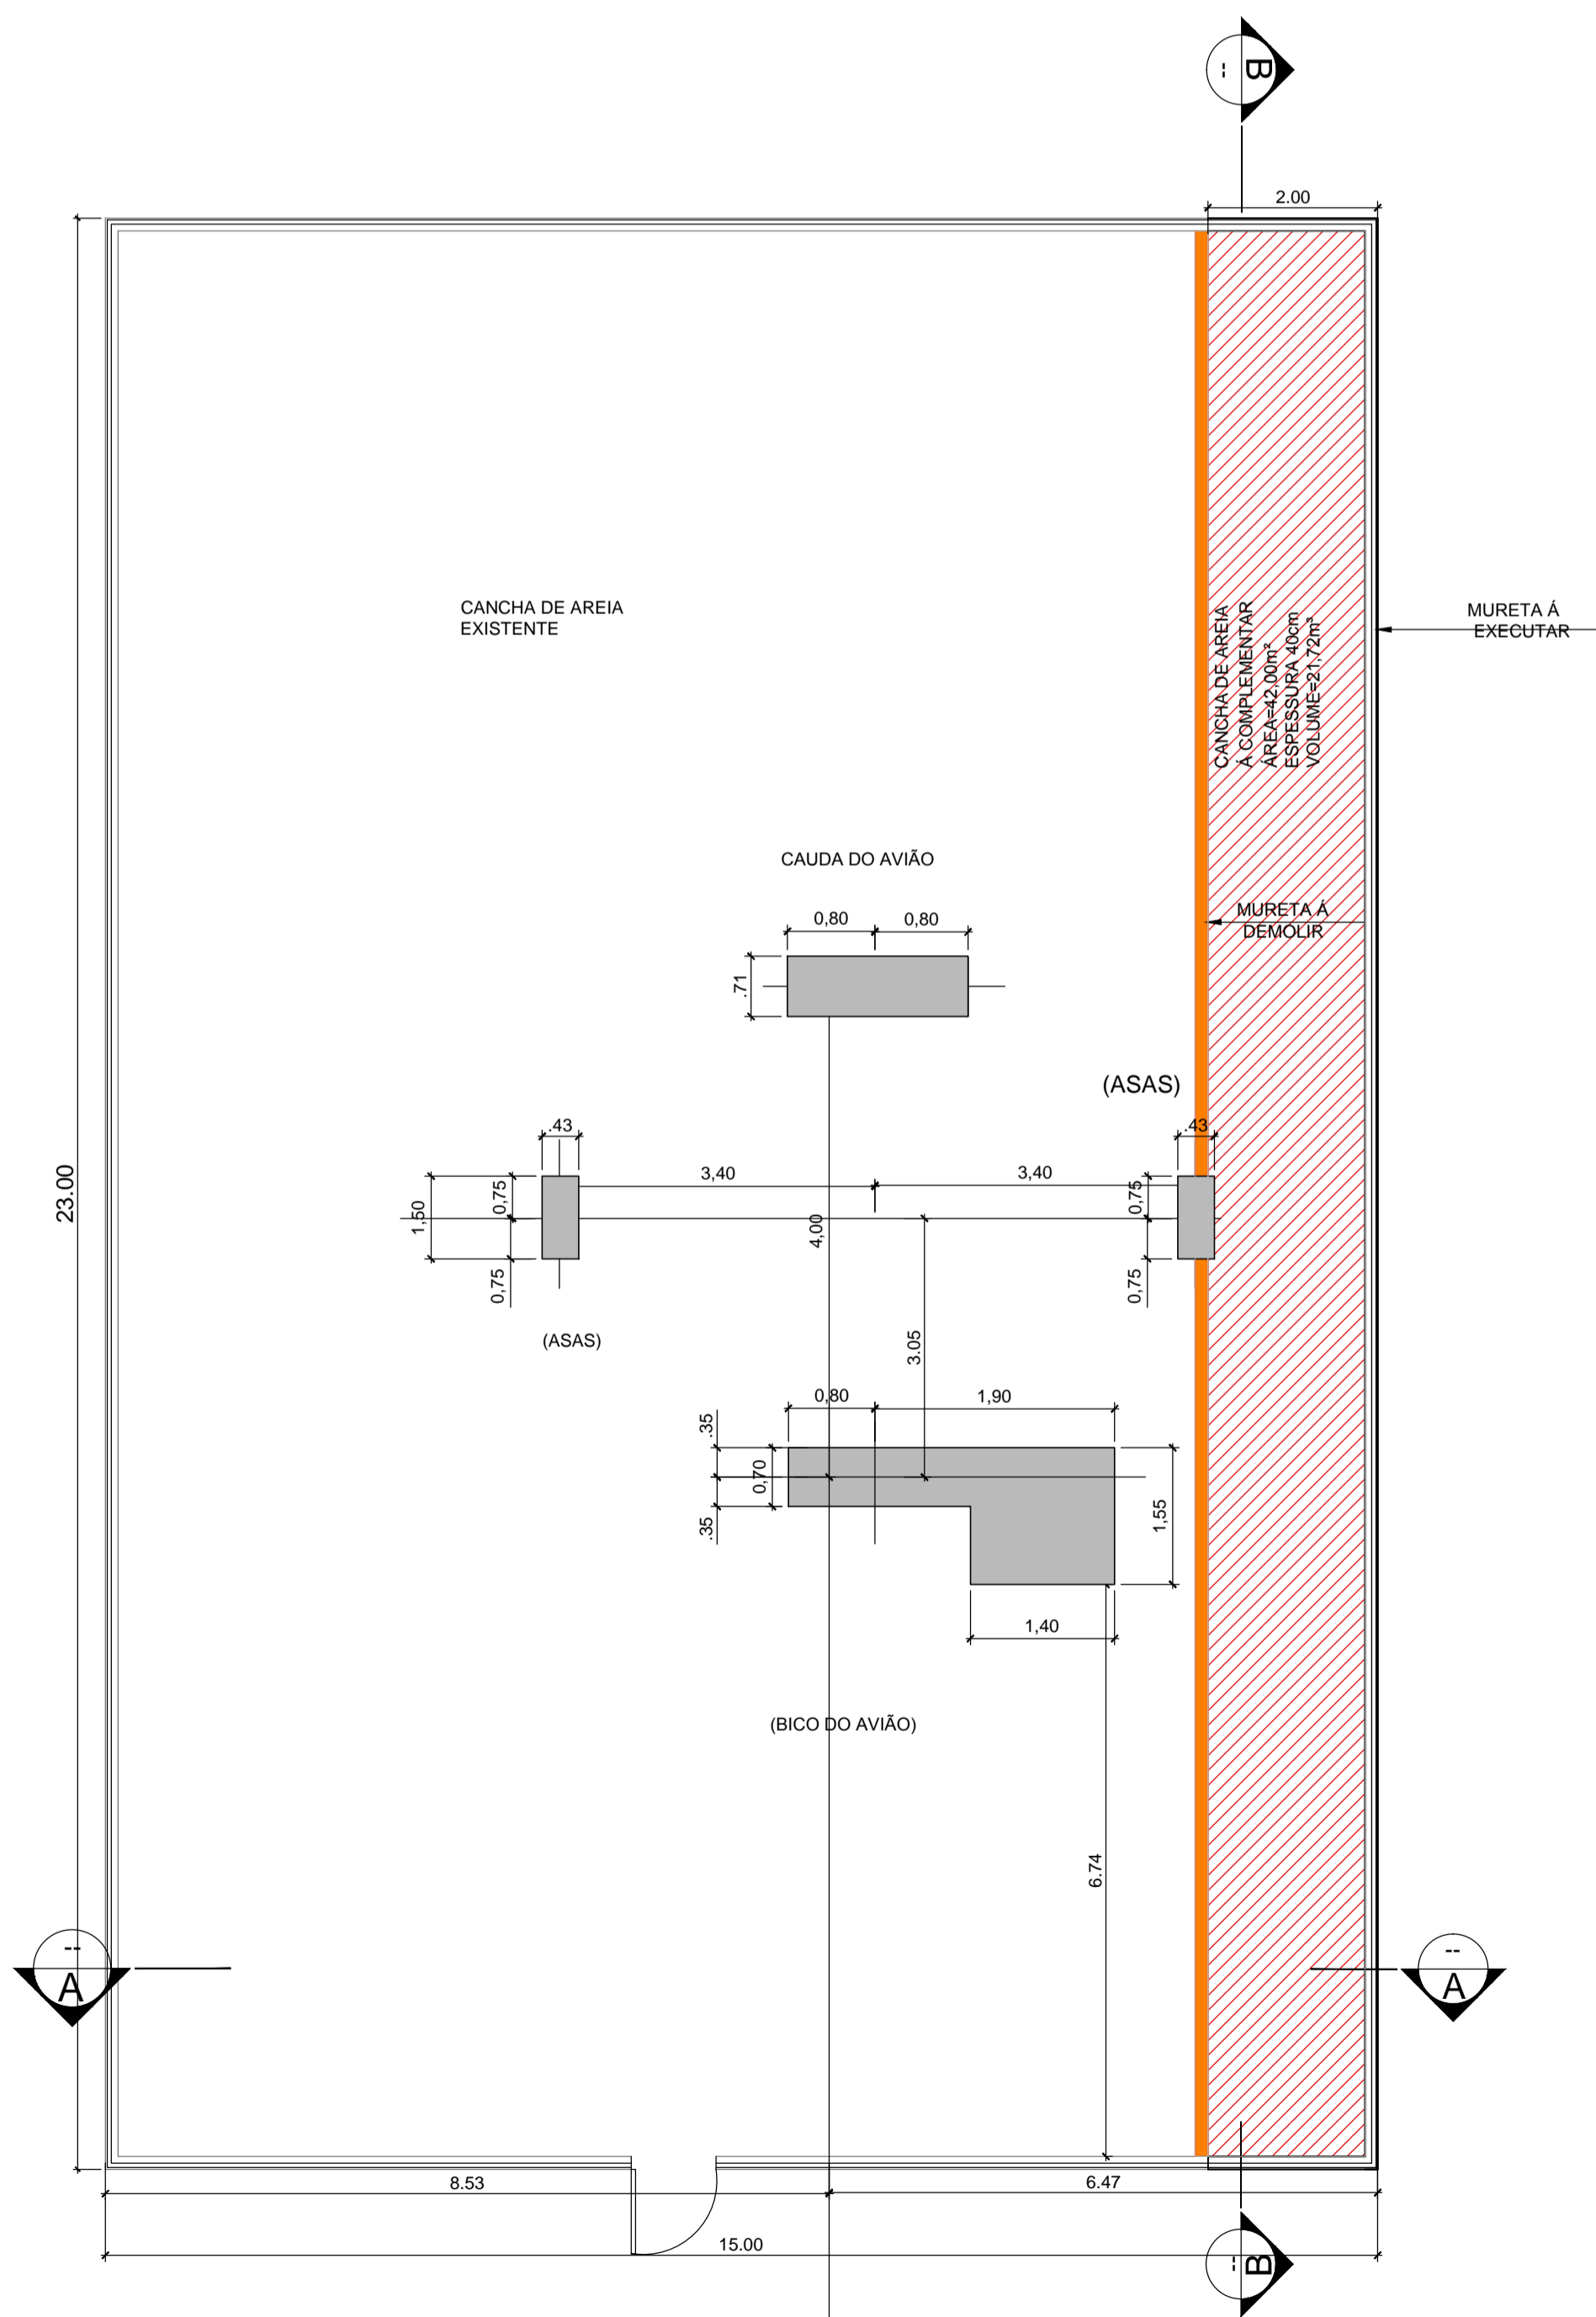 B
--
2.00
CANCHA DE AREIA
EXISTENTE
MURETA Á
EXECUTAR
CANCHA DE AREIA
Á COMPLEMENTAR
ÁREA=42,00m²
ESPESSURA 40cm
VOLUME=21,72m³
CAUDA DO AVIÃO
MURETA Á
DEMOLIR
0,80
0,80
.71
(ASAS)
.43
.43
23.00
3,40
3,40
1,50
0,75
0,75
4,00
0,75
0,75
(ASAS)
3.05
0,80
1,90
.35
0,70
.35
1,55
1,40
(BICO DO AVIÃO)
6.74
--
A
--
A
8.53
6.47
15.00
--
B